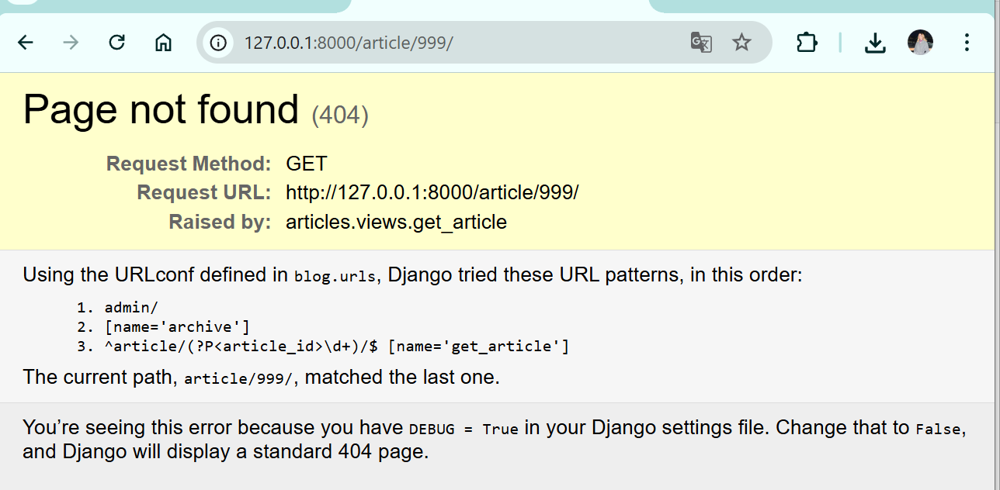 127.0.0.1:8000/article/999/
Page not found (404)
Request Method: GET
Request URL: http://127.0.0.1:8000/article/999/
Raised by: articles.views.get_article
Using the URLconf defined in blog.urls, Django tried these URL patterns, in this order:
1. admin/
2. [name='archive']
3. ^article/(?P<article_id>\d+)/$ [name='get_article']
The current path, article/999/, matched the last one.
You’re seeing this error because you have DEBUG = True in your Django settings file. Change that to False,
and Django will display a standard 404 page.